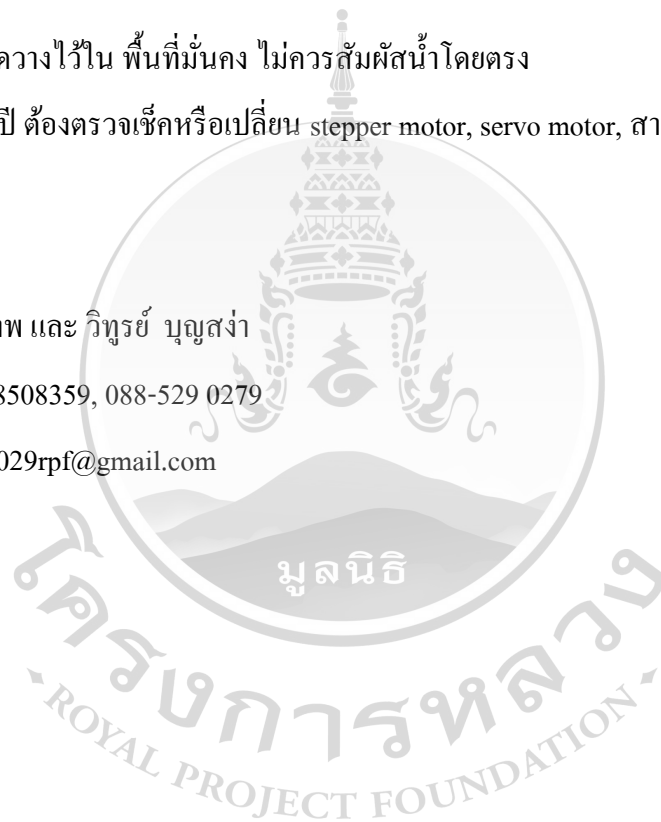 ดวางไว้ใน พื้นที่มั่นคง ไม่ควรสัมผัสน้ำโดยตรง
ปี ต้องตรวจเช็คหรือเปลี่ยน stepper motor, servo motor, สา
าพ และ วิทูรย์ บุญสง่า
8508359, 088-529 0279
029rpf@gmail.com
มูลนิธิ
โครงการหลวง
ROYAL PROJECT FOUNDATION